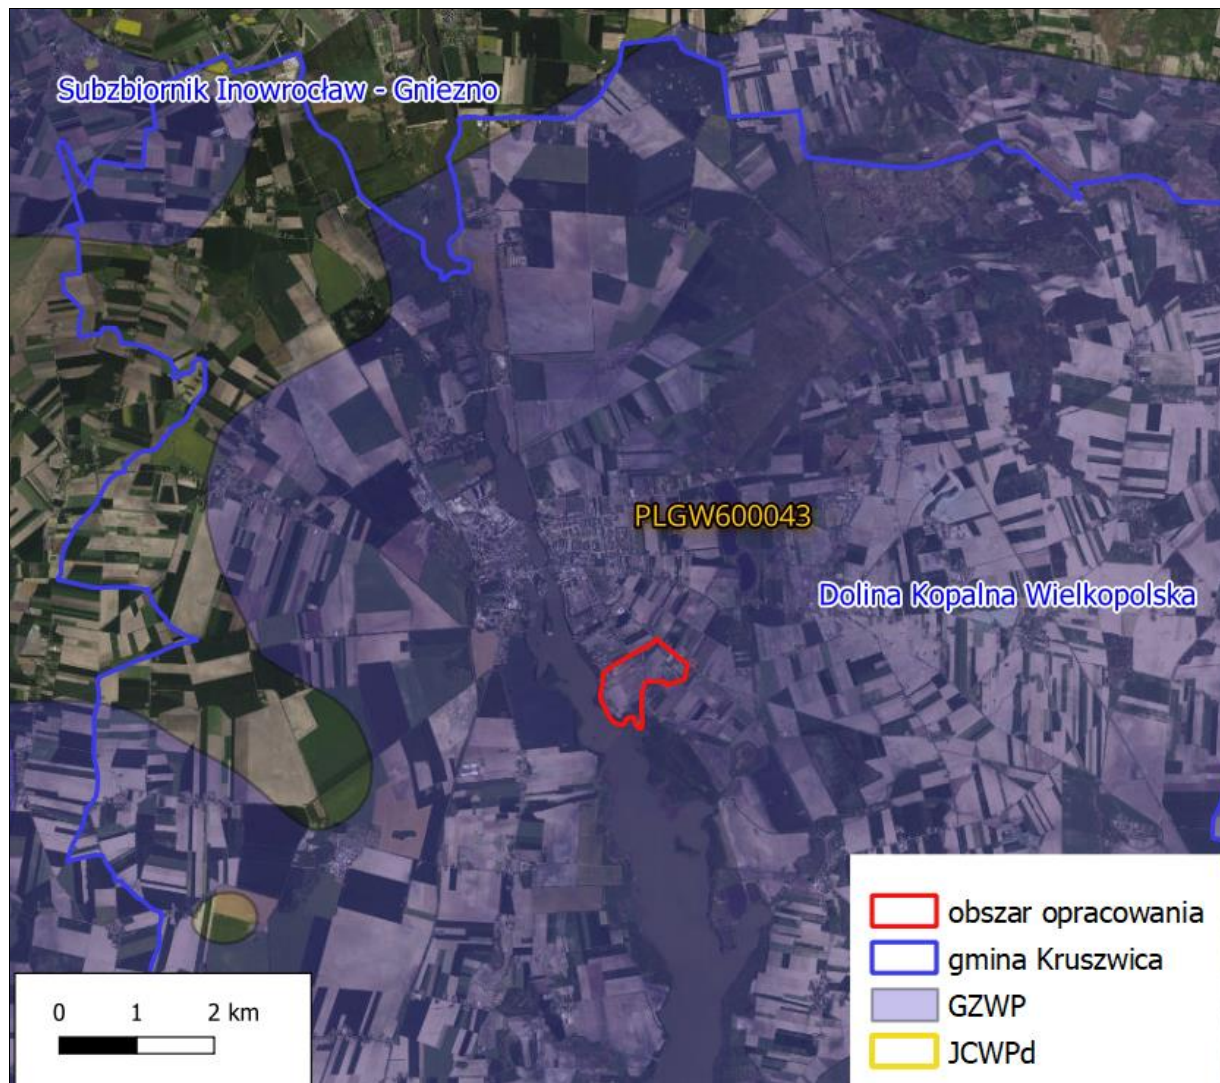 Subzbiornik Inowrocław - Gniezno
PLGW600043
Dolina Kopalna Wielkopolska
obszar opracowania
gmina Kruszwica
GZWP
JCWPd
0 1 2 km